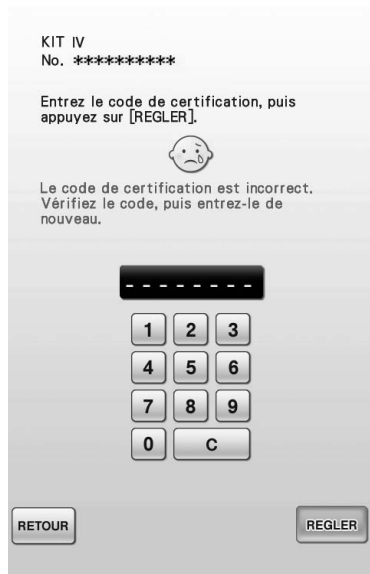 KIT IV
No. **********
Entrez le code de certification, puis
appuyez sur [REGLER].
Le code de certification est incorrect.
Vérifiez le code, puis entrez-le de
nouveau.
- - - - - - - -
1 2 3
4 5 6
7 8 9
0 C
RETOUR REGLER